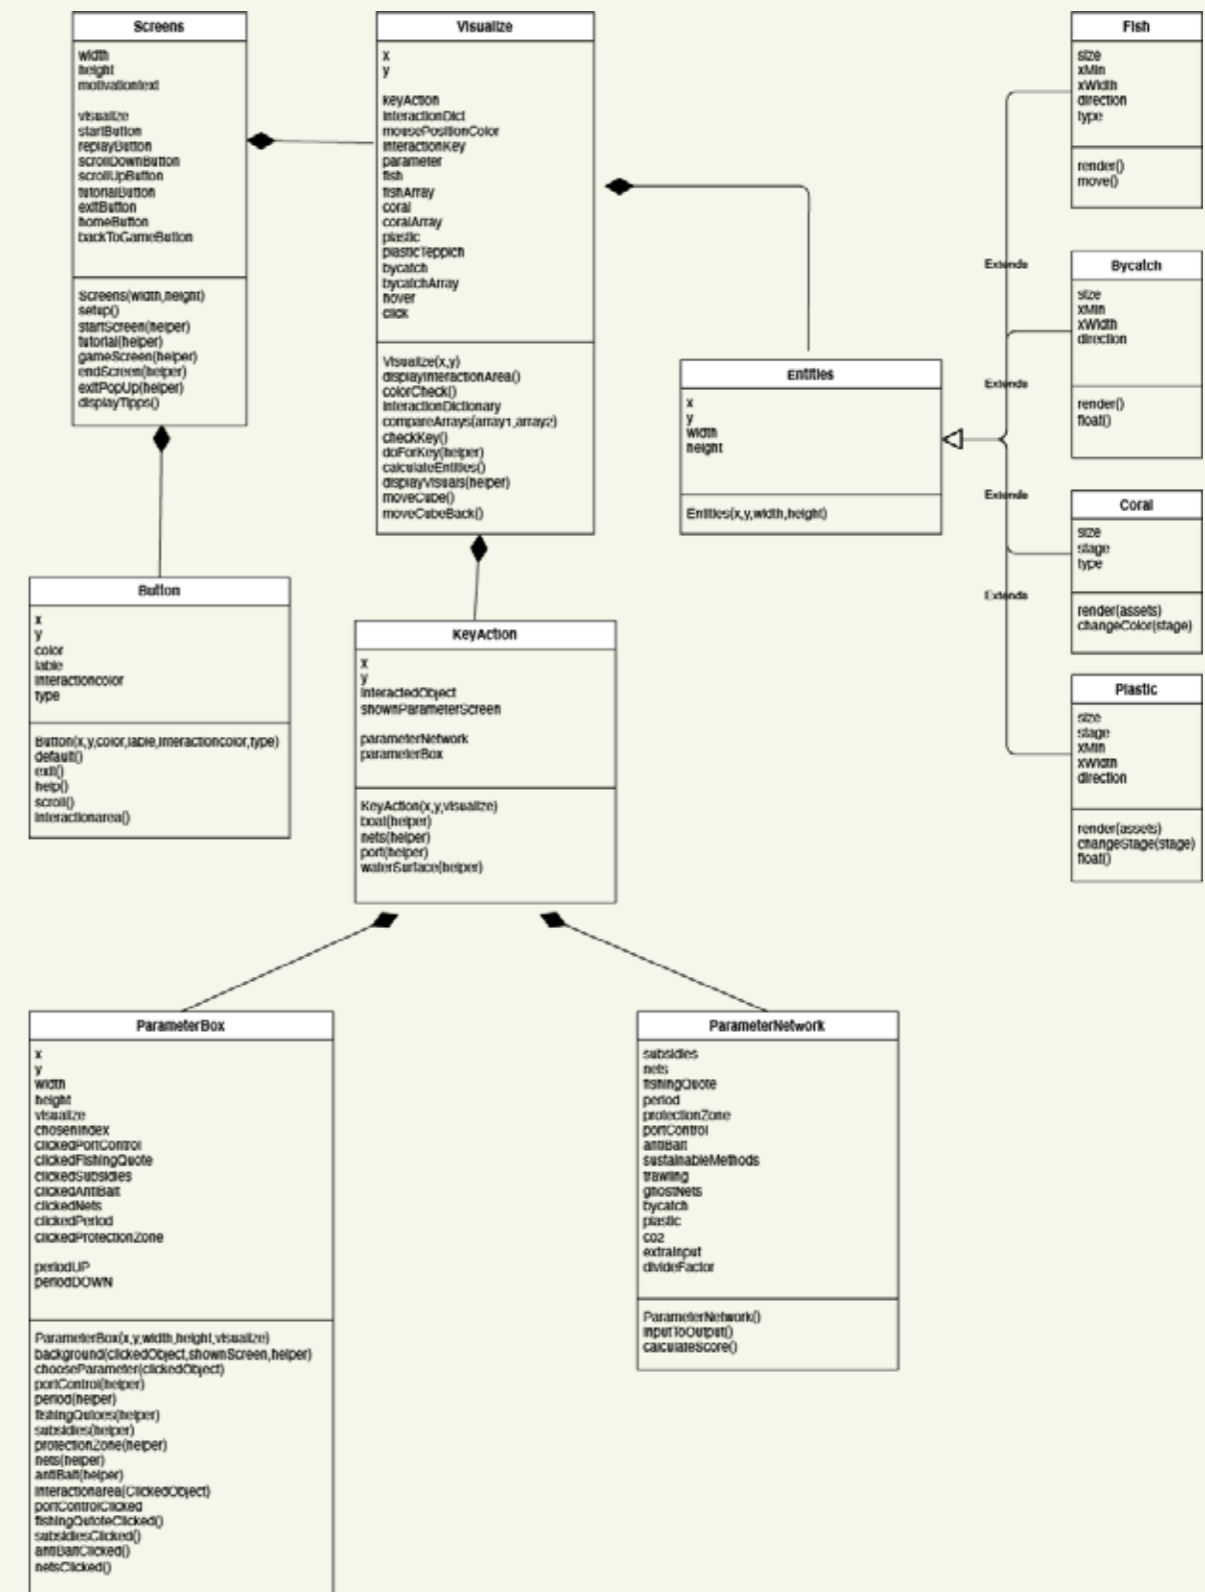 Screens
width
height
motivationtext
visualize
startButton
replayButton
scrollDownButton
scrollUpButton
tutorialButton
exitButton
homeButton
backToGameButton
Screens(width,height)
setup()
startScreen(helper)
tutorial(helper)
gameScreen(helper)
endScreen(helper)
exitPopUp(helper)
displayTipps()
Visualize
x
y
keyAction
interactionDict
mousePositionColor
interactionKey
parameter
fish
fishArray
coral
coralArray
plastic
plasticTeppich
bycatch
bycatchArray
hover
click
Visualize(x,y)
displayInteractionArea()
colorCheck()
interactionDictionary
compareArrays(array1,array2)
checkKey()
doForKey(helper)
calculateEntities()
displayVisuals(helper)
moveCube()
moveCubeBack()
Fish
size
xMin
xWidth
direction
type
render()
move()
Extends
Bycatch
size
xMin
xWidth
direction
render()
float()
Extends
Entities
x
y
width
height
Entities(x,y,width,height)
Extends
Coral
size
stage
type
render(assets)
changeColor(stage)
Extends
Plastic
size
stage
xMin
xWidth
direction
render(assets)
changeStage(stage)
float()
Button
x
y
color
lable
interactioncolor
type
Button(x,y,color,lable,interactioncolor,type)
default()
exit()
help()
scroll()
interactionarea()
KeyAction
x
y
interactedObject
shownParameterScreen
parameterNetwork
parameterBox
KeyAction(x,y,visualize)
boat(helper)
nets(helper)
port(helper)
waterSurface(helper)
ParameterBox
x
y
width
height
visualize
chosenIndex
clickedPortControl
clickedFishingQuote
clickedSubsidies
clickedAntiBait
clickedNets
clickedPeriod
clickedProtectionZone
periodUP
periodDOWN
ParameterBox(x,y,width,height,visualize)
background(clickedObject,shownScreen,helper)
chooseParameter(clickedObject)
portControl(helper)
period(helper)
fishingQutoes(helper)
subsidies(helper)
protectionZone(helper)
nets(helper)
antiBait(helper)
interactionarea(ClickedObject)
portControlClicked
fishingQutoteClicked()
subsidiesClicked()
antiBaitClicked()
netsClicked()
ParameterNetwork
subsidies
nets
fishingQuote
period
protectionZone
portControl
antiBait
sustainableMethods
trawling
ghostNets
bycatch
plastic
co2
extraInput
divideFactor
ParameterNetwork()
inputToOutput()
calculateScore()